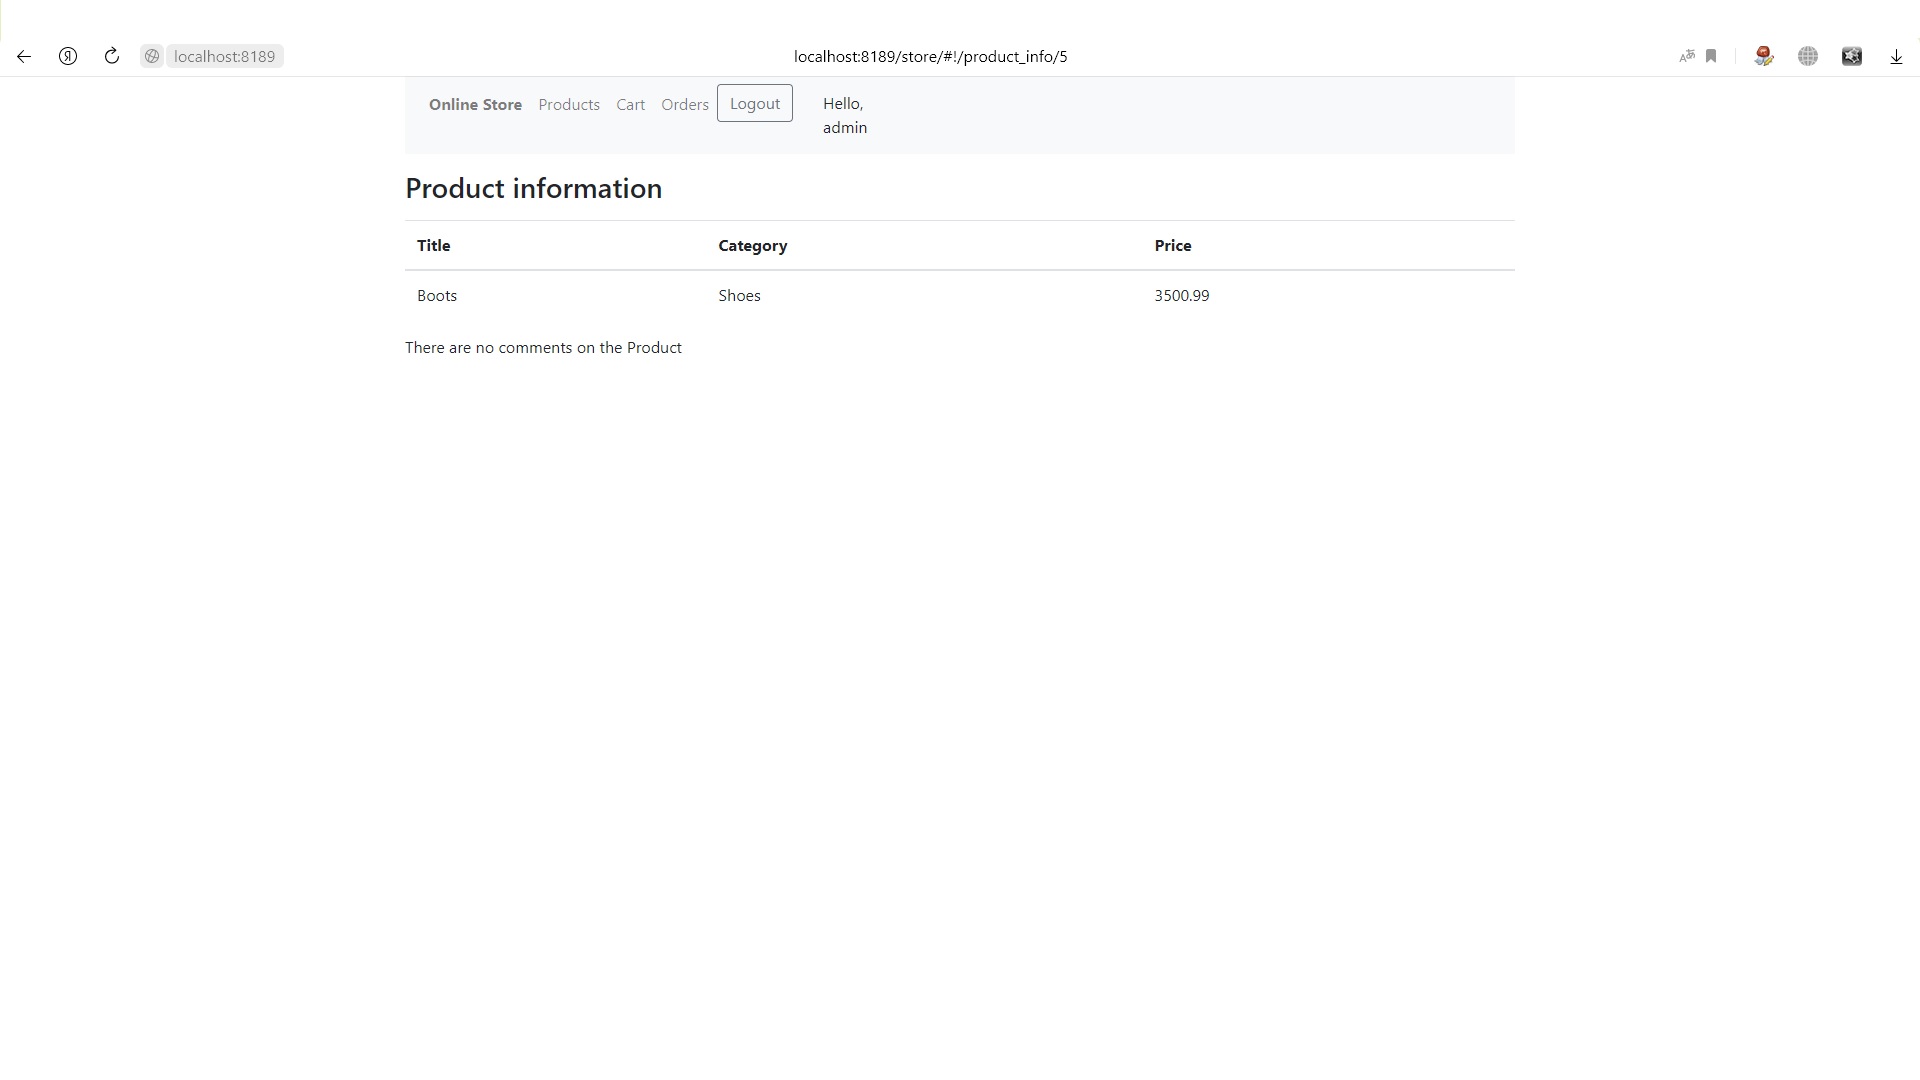 localhost:8189
localhost:8189/store/#!/product_info/5
Online Store Products Cart Orders Logout Hello,
admin
Product information
Title Category Price
Boots Shoes 3500.99
There are no comments on the Product